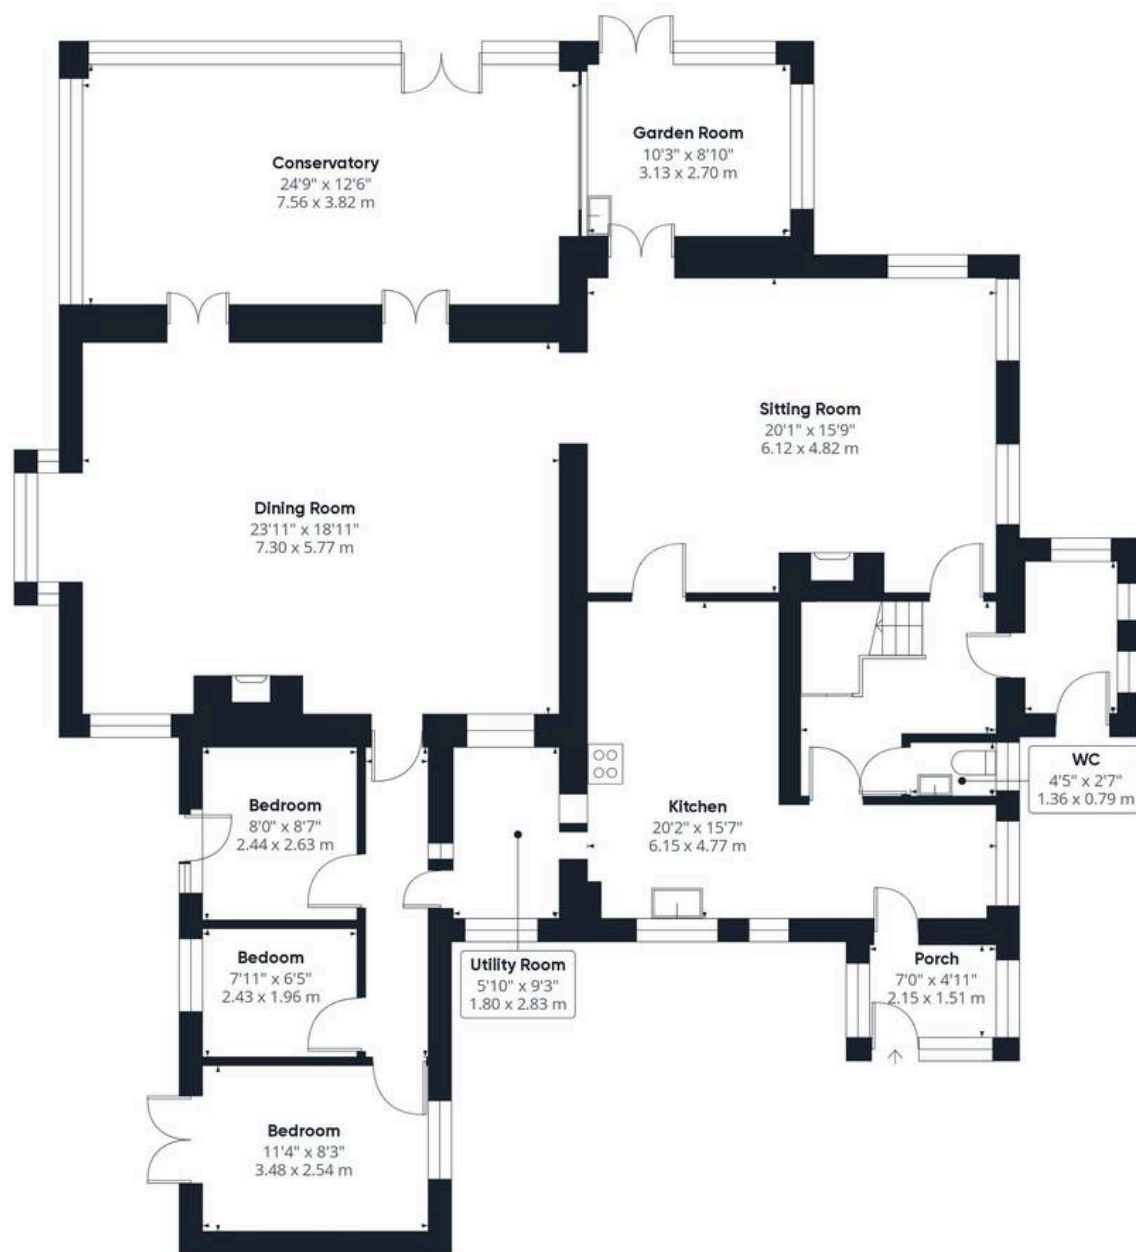 Conservatory
24'9" x 12'6"
7.56 x 3.82 m
Garden Room
10'3" x 8'10"
3.13 x 2.70 m
Sitting Room
20'1" x 15'9"
6.12 x 4.82 m
Dining Room
23'11" x 18'11"
7.30 x 5.77 m
WC
4'5" x 2'7"
1.36 x 0.79 m
Bedroom
8'0" x 8'7"
2.44 x 2.63 m
Kitchen
20'2" x 15'7"
6.15 x 4.77 m
Bedoom
7'11" x 6'5"
2.43 x 1.96 m
Utility Room
5'10" x 9'3"
1.80 x 2.83 m
Porch
7'0" x 4'11"
2.15 x 1.51 m
Bedroom
11'4" x 8'3"
3.48 x 2.54 m